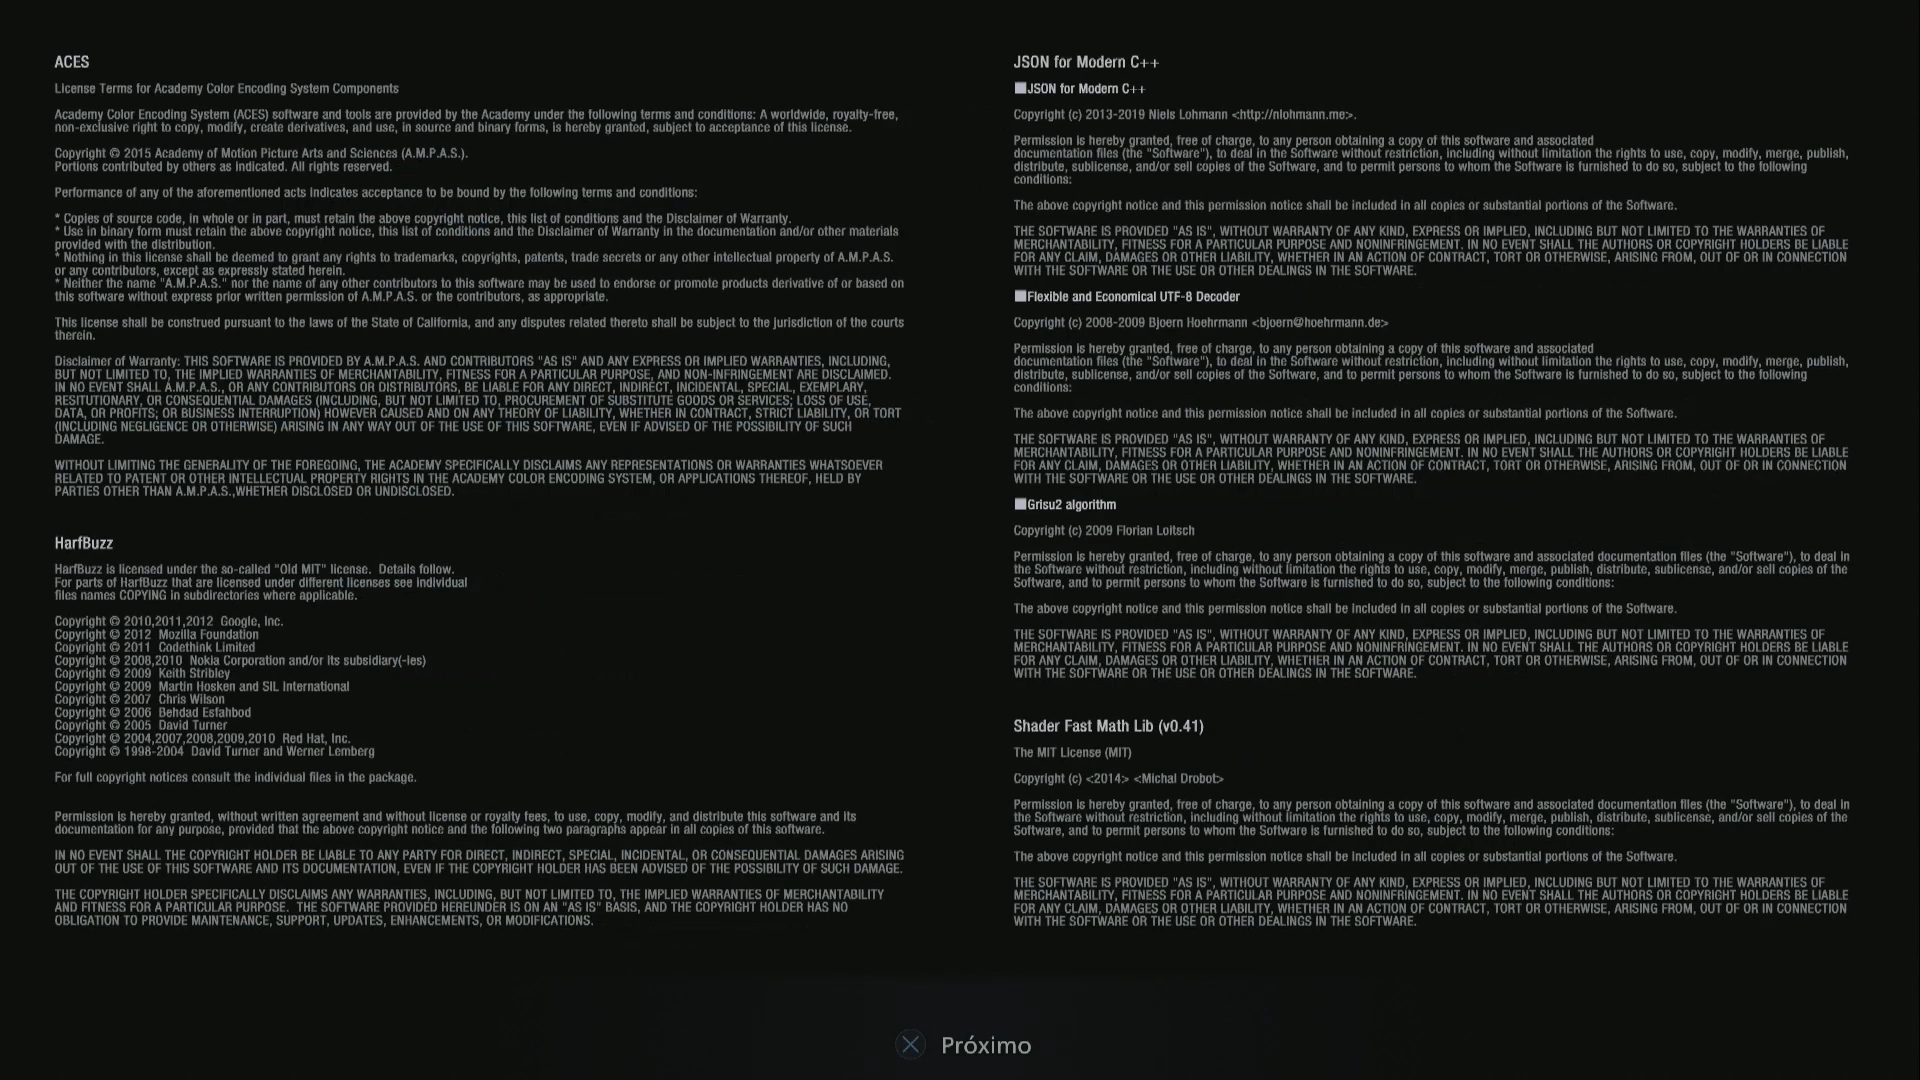 ACES
License Terms for Academy Color Encoding System Components
Academy Color Encoding System (ACES) software and tools are provided by the Academy under the following terms and conditions: A worldwide, royalty-free,
non-exclusive right to copy, modify, create derivatives, and use, in source and binary forms, is hereby granted, subject to acceptance of this license.
Copyright © 2015 Academy of Motion Picture Arts and Sciences (A.M.P.A.S.).
Portions contributed by others as indicated. All rights reserved.
Performance of any of the aforementioned acts indicates acceptance to be bound by the following terms and conditions:
* Copies of source code, in whole or in part, must retain the above copyright notice, this list of conditions and the Disclaimer of Warranty.
* Use in binary form must retain the above copyright notice, this list of conditions and the Disclaimer of Warranty in the documentation and/or other materials
provided with the distribution.
* Nothing in this license shall be deemed to grant any rights to trademarks, copyrights, patents, trade secrets or any other intellectual property of A.M.P.A.S.
or any contributors, except as expressly stated herein.
* Neither the name "A.M.P.A.S." nor the name of any other contributors to this software may be used to endorse or promote products derivative of or based on
this software without express prior written permission of A.M.P.A.S. or the contributors, as appropriate.
This license shall be construed pursuant to the laws of the State of California, and any disputes related thereto shall be subject to the jurisdiction of the courts
therein.
Disclaimer of Warranty: THIS SOFTWARE IS PROVIDED BY A.M.P.A.S. AND CONTRIBUTORS "AS IS" AND ANY EXPRESS OR IMPLIED WARRANTIES, INCLUDING,
BUT NOT LIMITED TO, THE IMPLIED WARRANTIES OF MERCHANTABILITY, FITNESS FOR A PARTICULAR PURPOSE, AND NON-INFRINGEMENT ARE DISCLAIMED.
IN NO EVENT SHALL A.M.P.A.S., OR ANY CONTRIBUTORS OR DISTRIBUTORS, BE LIABLE FOR ANY DIRECT, INDIRECT, INCIDENTAL, SPECIAL, EXEMPLARY,
RESITUTIONARY, OR CONSEQUENTIAL DAMAGES (INCLUDING, BUT NOT LIMITED TO, PROCUREMENT OF SUBSTITUTE GOODS OR SERVICES; LOSS OF USE,
DATA, OR PROFITS; OR BUSINESS INTERRUPTION) HOWEVER CAUSED AND ON ANY THEORY OF LIABILITY, WHETHER IN CONTRACT, STRICT LIABILITY, OR TORT
(INCLUDING NEGLIGENCE OR OTHERWISE) ARISING IN ANY WAY OUT OF THE USE OF THIS SOFTWARE, EVEN IF ADVISED OF THE POSSIBILITY OF SUCH
DAMAGE.
WITHOUT LIMITING THE GENERALITY OF THE FOREGOING, THE ACADEMY SPECIFICALLY DISCLAIMS ANY REPRESENTATIONS OR WARRANTIES WHATSOEVER
RELATED TO PATENT OR OTHER INTELLECTUAL PROPERTY RIGHTS IN THE ACADEMY COLOR ENCODING SYSTEM, OR APPLICATIONS THEREOF, HELD BY
PARTIES OTHER THAN A.M.P.A.S.,WHETHER DISCLOSED OR UNDISCLOSED.
HarfBuzz
HarfBuzz is licensed under the so-called "Old MIT" license.  Details follow.
For parts of HarfBuzz that are licensed under different licenses see individual
files names COPYING in subdirectories where applicable.
Copyright © 2010,2011,2012  Google, Inc.
Copyright © 2012  Mozilla Foundation
Copyright © 2011  Codethink Limited
Copyright © 2008,2010  Nokia Corporation and/or its subsidiary(-ies)
Copyright © 2009  Keith Stribley
Copyright © 2009  Martin Hosken and SIL International
Copyright © 2007  Chris Wilson
Copyright © 2006  Behdad Esfahbod
Copyright © 2005  David Turner
Copyright © 2004,2007,2008,2009,2010  Red Hat, Inc.
Copyright © 1998-2004  David Turner and Werner Lemberg
For full copyright notices consult the individual files in the package.
Permission is hereby granted, without written agreement and without license or royalty fees, to use, copy, modify, and distribute this software and its
documentation for any purpose, provided that the above copyright notice and the following two paragraphs appear in all copies of this software.
IN NO EVENT SHALL THE COPYRIGHT HOLDER BE LIABLE TO ANY PARTY FOR DIRECT, INDIRECT, SPECIAL, INCIDENTAL, OR CONSEQUENTIAL DAMAGES ARISING
OUT OF THE USE OF THIS SOFTWARE AND ITS DOCUMENTATION, EVEN IF THE COPYRIGHT HOLDER HAS BEEN ADVISED OF THE POSSIBILITY OF SUCH DAMAGE.
THE COPYRIGHT HOLDER SPECIFICALLY DISCLAIMS ANY WARRANTIES, INCLUDING, BUT NOT LIMITED TO, THE IMPLIED WARRANTIES OF MERCHANTABILITY
AND FITNESS FOR A PARTICULAR PURPOSE.  THE SOFTWARE PROVIDED HEREUNDER IS ON AN "AS IS" BASIS, AND THE COPYRIGHT HOLDER HAS NO
OBLIGATION TO PROVIDE MAINTENANCE, SUPPORT, UPDATES, ENHANCEMENTS, OR MODIFICATIONS.
JSON for Modern C++
■JSON for Modern C++
Copyright (c) 2013-2019 Niels Lohmann <http://nlohmann.me>.
Permission is hereby granted, free of charge, to any person obtaining a copy of this software and associated
documentation files (the "Software"), to deal in the Software without restriction, including without limitation the rights to use, copy, modify, merge, publish,
distribute, sublicense, and/or sell copies of the Software, and to permit persons to whom the Software is furnished to do so, subject to the following
conditions:
The above copyright notice and this permission notice shall be included in all copies or substantial portions of the Software.
THE SOFTWARE IS PROVIDED "AS IS", WITHOUT WARRANTY OF ANY KIND, EXPRESS OR IMPLIED, INCLUDING BUT NOT LIMITED TO THE WARRANTIES OF
MERCHANTABILITY, FITNESS FOR A PARTICULAR PURPOSE AND NONINFRINGEMENT. IN NO EVENT SHALL THE AUTHORS OR COPYRIGHT HOLDERS BE LIABLE
FOR ANY CLAIM, DAMAGES OR OTHER LIABILITY, WHETHER IN AN ACTION OF CONTRACT, TORT OR OTHERWISE, ARISING FROM, OUT OF OR IN CONNECTION
WITH THE SOFTWARE OR THE USE OR OTHER DEALINGS IN THE SOFTWARE.
■Flexible and Economical UTF-8 Decoder
Copyright (c) 2008-2009 Bjoern Hoehrmann <bjoern@hoehrmann.de>
Permission is hereby granted, free of charge, to any person obtaining a copy of this software and associated
documentation files (the "Software"), to deal in the Software without restriction, including without limitation the rights to use, copy, modify, merge, publish,
distribute, sublicense, and/or sell copies of the Software, and to permit persons to whom the Software is furnished to do so, subject to the following
conditions:
The above copyright notice and this permission notice shall be included in all copies or substantial portions of the Software.
THE SOFTWARE IS PROVIDED "AS IS", WITHOUT WARRANTY OF ANY KIND, EXPRESS OR IMPLIED, INCLUDING BUT NOT LIMITED TO THE WARRANTIES OF
MERCHANTABILITY, FITNESS FOR A PARTICULAR PURPOSE AND NONINFRINGEMENT. IN NO EVENT SHALL THE AUTHORS OR COPYRIGHT HOLDERS BE LIABLE
FOR ANY CLAIM, DAMAGES OR OTHER LIABILITY, WHETHER IN AN ACTION OF CONTRACT, TORT OR OTHERWISE, ARISING FROM, OUT OF OR IN CONNECTION
WITH THE SOFTWARE OR THE USE OR OTHER DEALINGS IN THE SOFTWARE.
■Grisu2 algorithm
Copyright (c) 2009 Florian Loitsch
Permission is hereby granted, free of charge, to any person obtaining a copy of this software and associated documentation files (the "Software"), to deal in
the Software without restriction, including without limitation the rights to use, copy, modify, merge, publish, distribute, sublicense, and/or sell copies of the
Software, and to permit persons to whom the Software is furnished to do so, subject to the following conditions:
The above copyright notice and this permission notice shall be included in all copies or substantial portions of the Software.
THE SOFTWARE IS PROVIDED "AS IS", WITHOUT WARRANTY OF ANY KIND, EXPRESS OR IMPLIED, INCLUDING BUT NOT LIMITED TO THE WARRANTIES OF
MERCHANTABILITY, FITNESS FOR A PARTICULAR PURPOSE AND NONINFRINGEMENT. IN NO EVENT SHALL THE AUTHORS OR COPYRIGHT HOLDERS BE LIABLE
FOR ANY CLAIM, DAMAGES OR OTHER LIABILITY, WHETHER IN AN ACTION OF CONTRACT, TORT OR OTHERWISE, ARISING FROM, OUT OF OR IN CONNECTION
WITH THE SOFTWARE OR THE USE OR OTHER DEALINGS IN THE SOFTWARE.
Shader Fast Math Lib (v0.41)
The MIT License (MIT)
Copyright (c) <2014> <Michal Drobot>
Permission is hereby granted, free of charge, to any person obtaining a copy of this software and associated documentation files (the "Software"), to deal in
the Software without restriction, including without limitation the rights to use, copy, modify, merge, publish, distribute, sublicense, and/or sell copies of the
Software, and to permit persons to whom the Software is furnished to do so, subject to the following conditions:
The above copyright notice and this permission notice shall be included in all copies or substantial portions of the Software.
THE SOFTWARE IS PROVIDED "AS IS", WITHOUT WARRANTY OF ANY KIND, EXPRESS OR IMPLIED, INCLUDING BUT NOT LIMITED TO THE WARRANTIES OF
MERCHANTABILITY, FITNESS FOR A PARTICULAR PURPOSE AND NONINFRINGEMENT. IN NO EVENT SHALL THE AUTHORS OR COPYRIGHT HOLDERS BE LIABLE
FOR ANY CLAIM, DAMAGES OR OTHER LIABILITY, WHETHER IN AN ACTION OF CONTRACT, TORT OR OTHERWISE, ARISING FROM, OUT OF OR IN CONNECTION
WITH THE SOFTWARE OR THE USE OR OTHER DEALINGS IN THE SOFTWARE.
Próximo